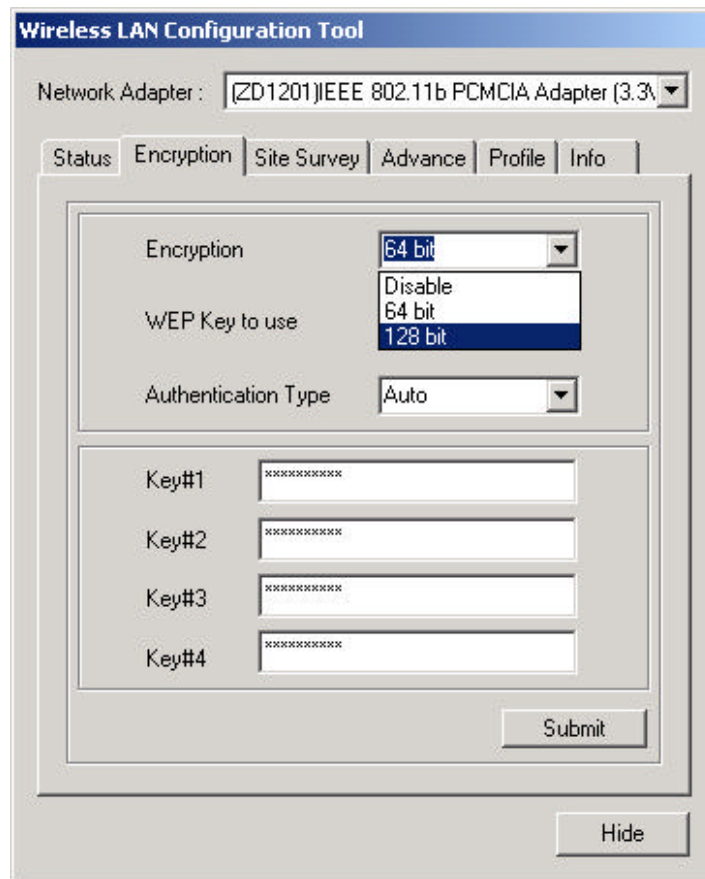 Wireless LAN Configuration Tool
Network Adapter : (ZD1201)IEEE 802.11b PCMCIA Adapter (3.3V
Status Encryption Site Survey Advance Profile Info
Encryption 64 bit
Disable
64 bit
WEP Key to use
128 bit
Authentication Type Auto
Key#1 **********
Key#2 **********
Key#3 **********
Key#4 **********
Submit
Hide